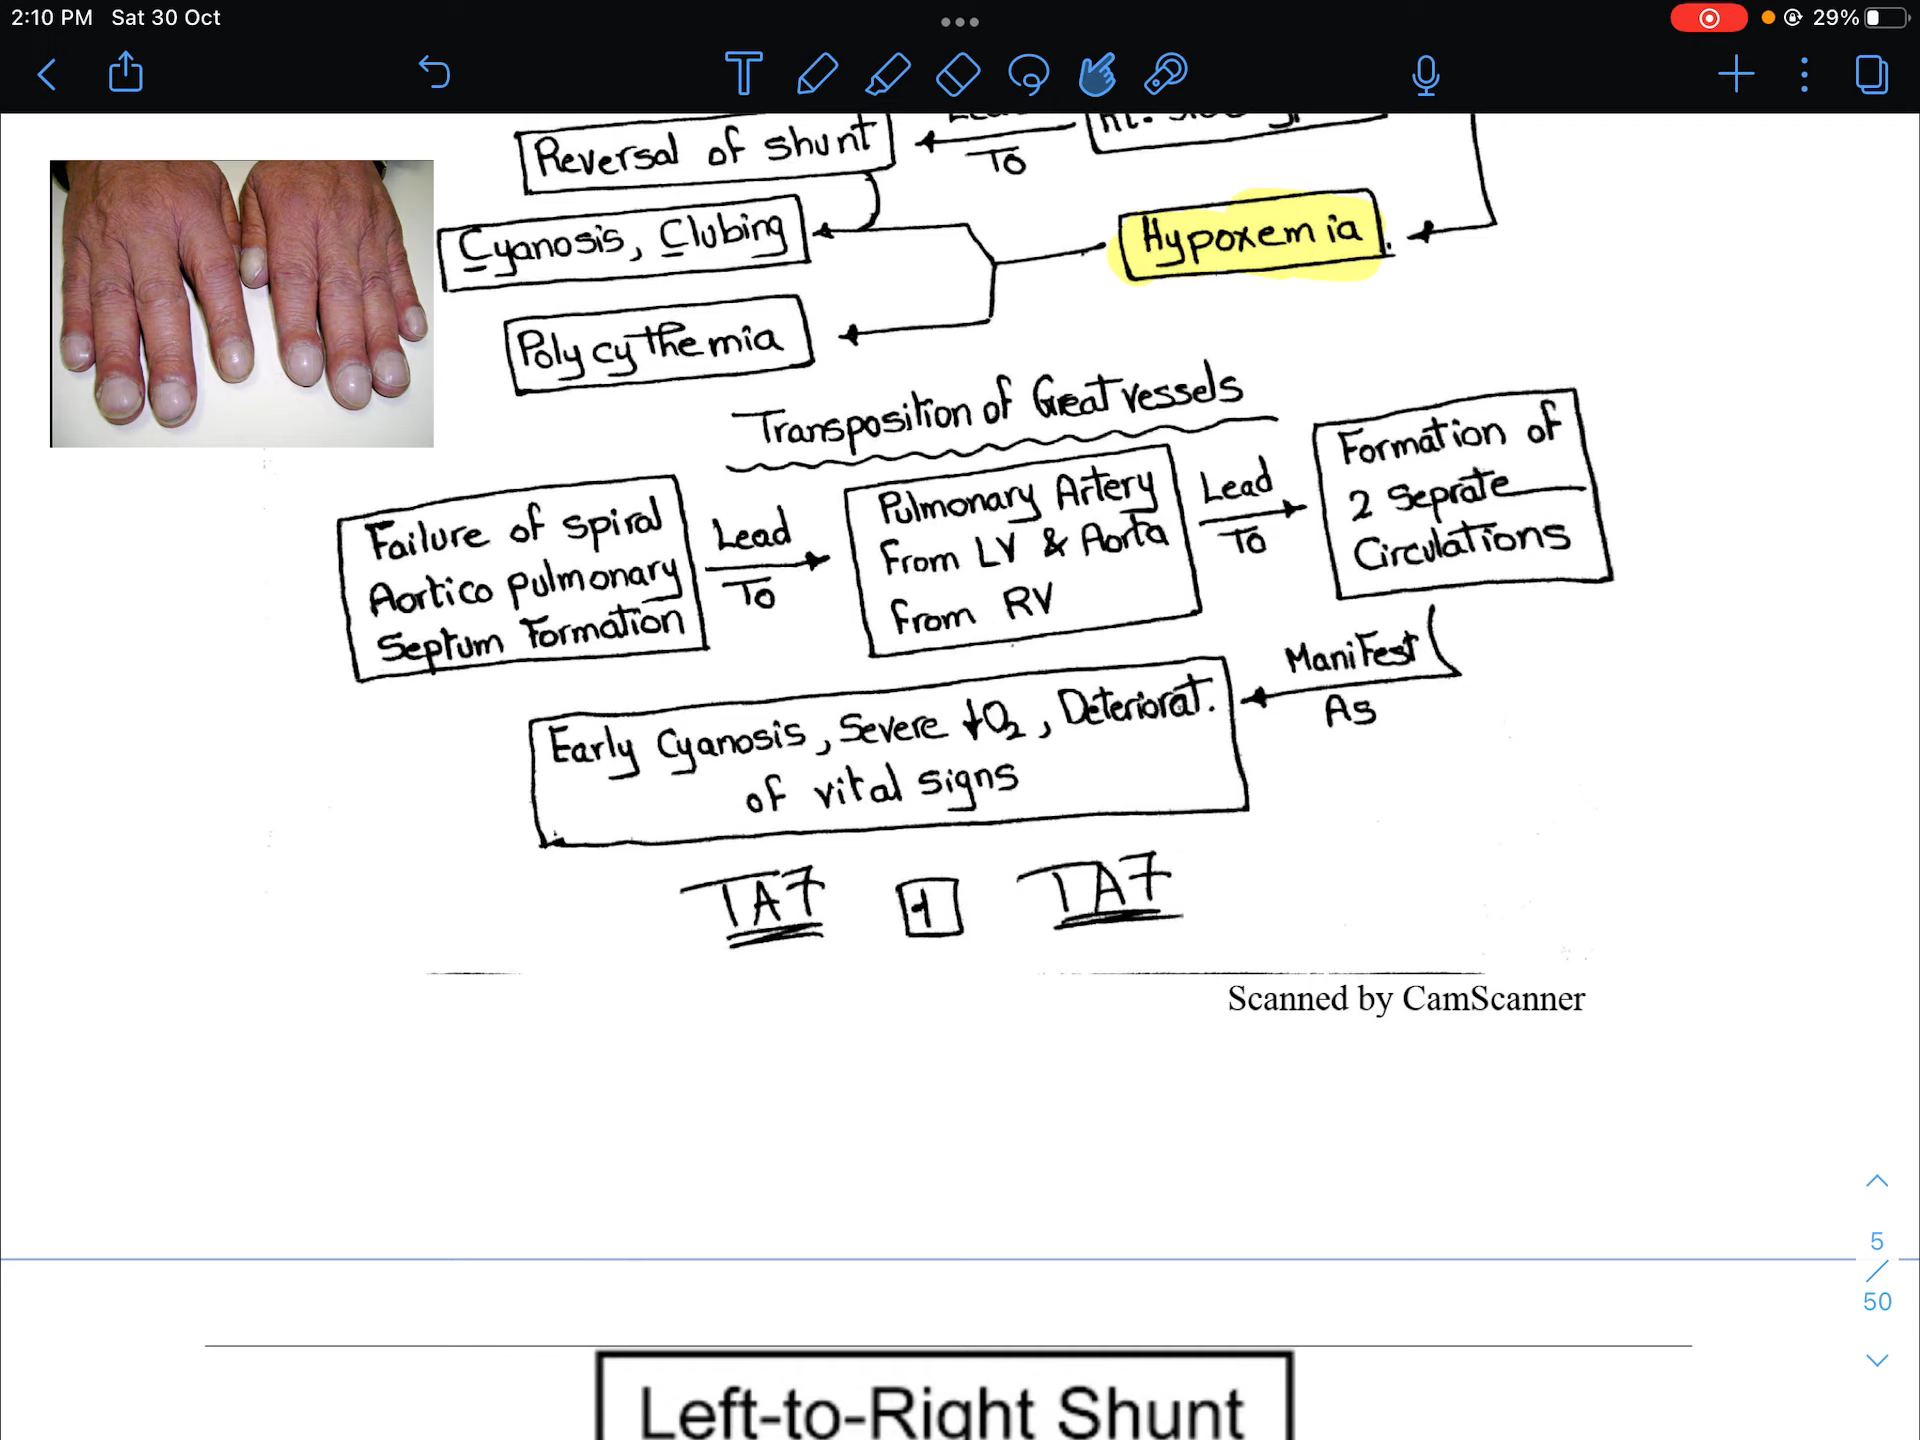 2:10 PM Sat 30 Oct
29%
Reversal of shunt
To
Cyanosis, Clubing
Hypoxemia
Polycythemia
Transposition of Great vessels
Failure of spiral
Aortico pulmonary
Septum Formation
Lead
To
Pulmonary Artery
From LV & Aorta
From RV
Lead
To
Formation of
2 Seprate
Circulations
Manifest
As
Early Cyanosis, Severe ↓O2, Deteriorat.
of vital signs
TA7 1 TA7
Scanned by CamScanner
5
/
50
Left-to-Right Shunt